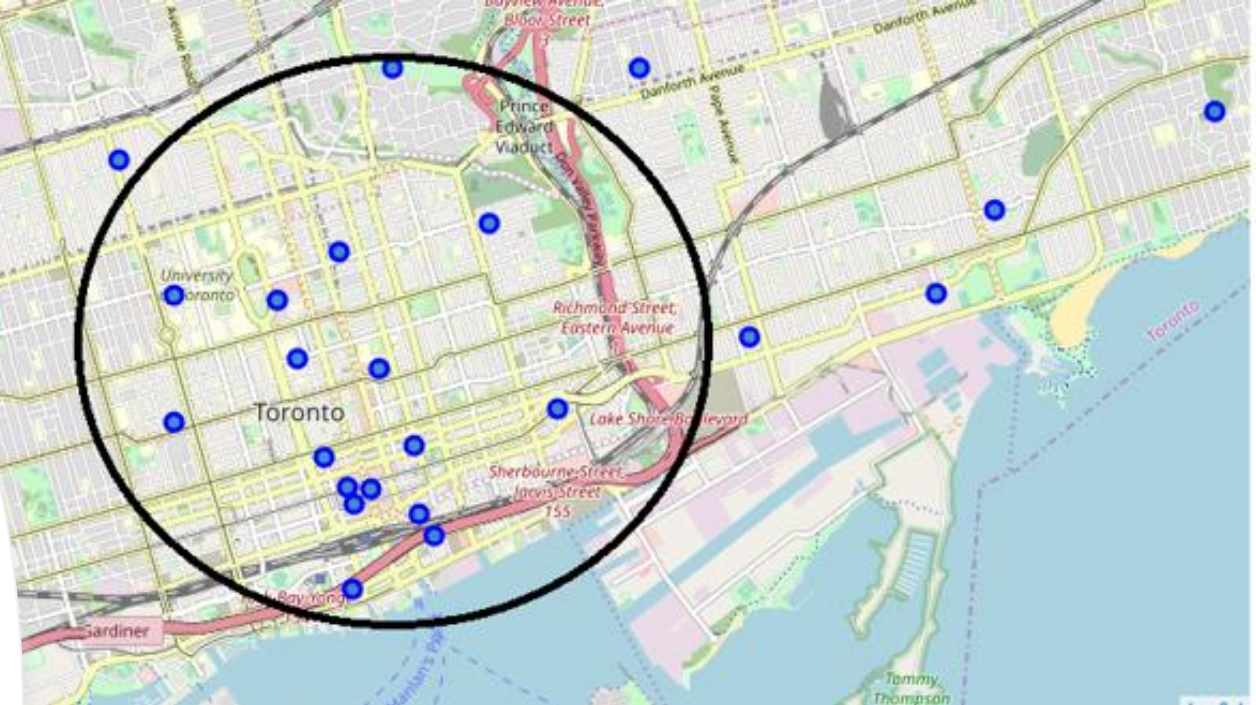 Bayview Avenue,
Bloor Street
Avenue Road
Danforth Avenue
Danforth Avenue
Prince
Edward
Viaduct
Pape Avenue
Don Valley Parkway
University
Toronto
Richmond Street,
Eastern Avenue
Toronto
Toronto
Lake Shore Boulevard
Sherbourne Street,
Jarvis Street
155
Gardiner
Tommy
Thompson